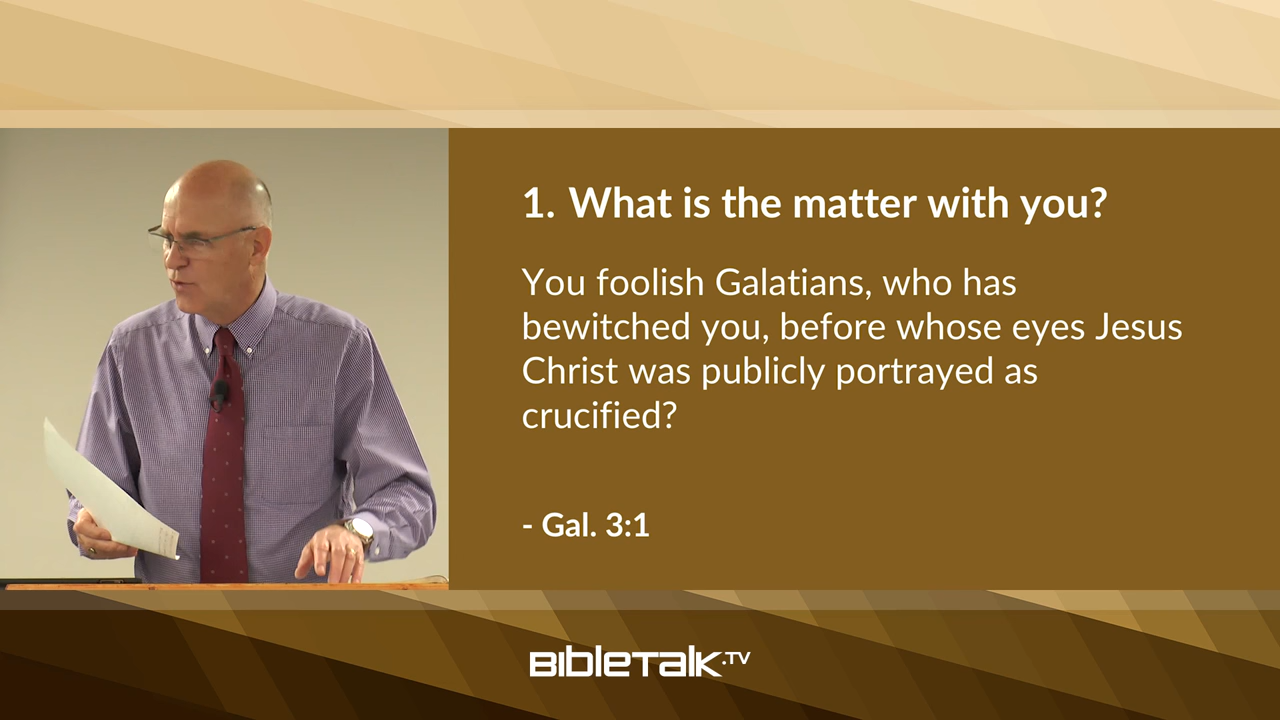 1. What is the matter with you?
You foolish Galatians, who has
bewitched you, before whose eyes Jesus
Christ was publicly portrayed as
crucified?
- Gal. 3:1
BIBLETALK.TV